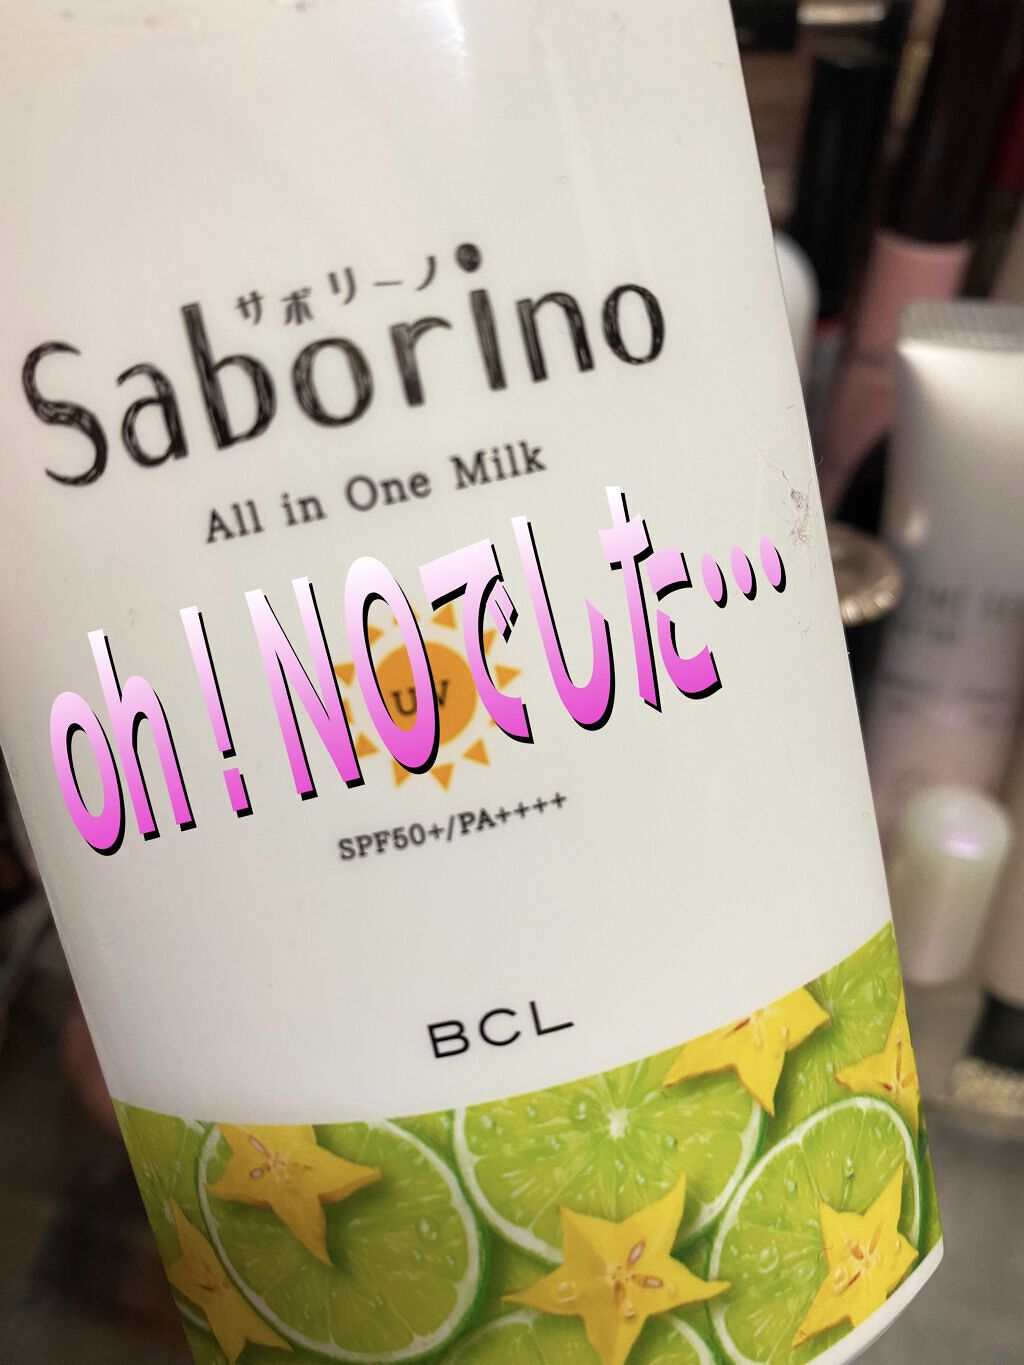 サボリーノ
Saborino
All in One Milk
oh！NOでした…
UV
SPF50+/PA++++
BCL